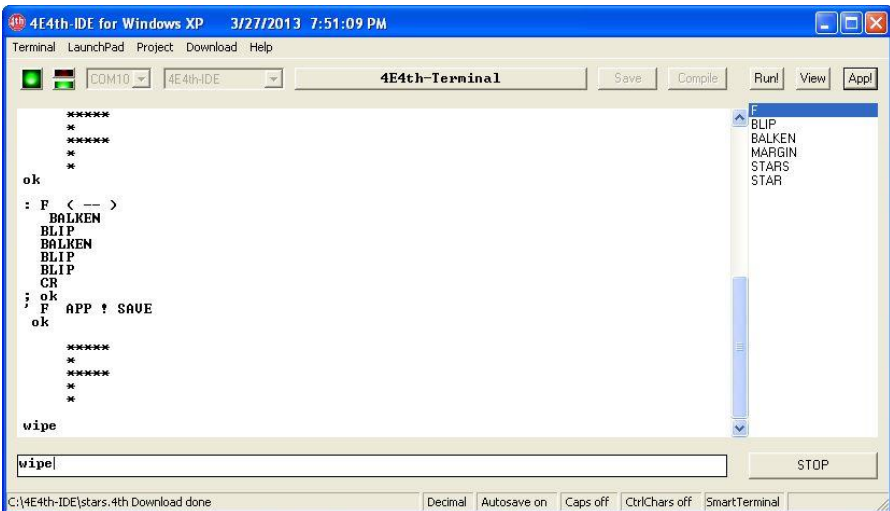 4E4th-IDE for Windows XP 3/27/2013 7:51:09 PM
Terminal LaunchPad Project Download Help
COM10 4E4th-IDE 4E4th-Terminal Save Compile Run! View App!
*****
*
*****
*
*
ok
: F ( -- )
BALKEN
BLIP
BALKEN
BLIP
BLIP
CR
; ok
' F APP ! SAVE
ok
*****
*
*****
*
*
wipe
F
BLIP
BALKEN
MARGIN
STARS
STAR
wipe
STOP
C:\4E4th-IDE\stars.4th Download done Decimal Autosave on Caps off CtrlChars off SmartTerminal